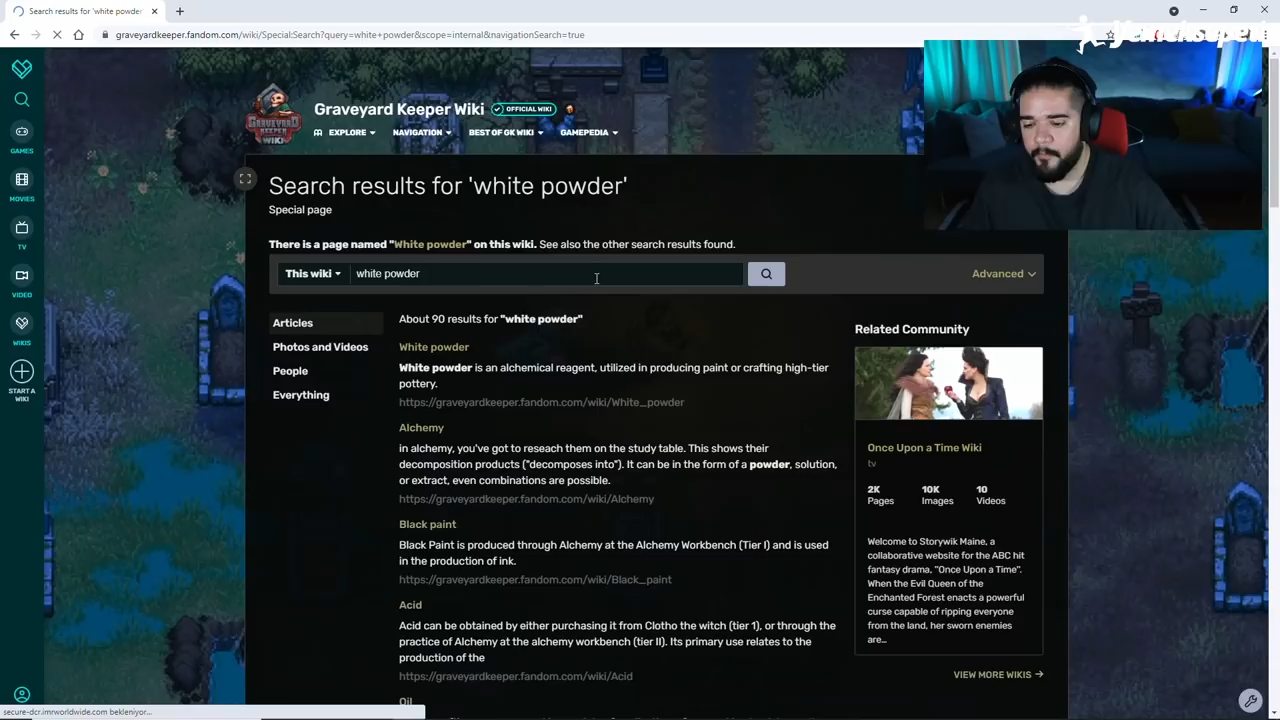 Search results for 'white powder'
graveyardkeeper.fandom.com/wiki/Special:Search?query=white+powder&scope=internal&navigationSearch=true
GAMES
MOVIES
TV
VIDEO
WIKIS
START A
WIKI
GRAVEYARD
KEEPER
WIKI
Graveyard Keeper Wiki
OFFICIAL WIKI
EXPLORE
NAVIGATION
BEST OF GK WIKI
GAMEPEDIA
Search results for 'white powder'
Special page
There is a page named "White powder" on this wiki. See also the other search results found.
This wiki
white powder
Advanced
Articles
Photos and Videos
People
Everything
About 90 results for "white powder"
White powder
White powder is an alchemical reagent, utilized in producing paint or crafting high-tier
pottery.
https://graveyardkeeper.fandom.com/wiki/White_powder
Alchemy
in alchemy, you've got to reseach them on the study table. This shows their
decomposition products ("decomposes into"). It can be in the form of a powder, solution,
or extract, even combinations are possible.
https://graveyardkeeper.fandom.com/wiki/Alchemy
Black paint
Black Paint is produced through Alchemy at the Alchemy Workbench (Tier I) and is used
in the production of ink.
https://graveyardkeeper.fandom.com/wiki/Black_paint
Acid
Acid can be obtained by either purchasing it from Clotho the witch (tier 1), or through the
practice of Alchemy at the alchemy workbench (tier II). Its primary use relates to the
production of the
https://graveyardkeeper.fandom.com/wiki/Acid
Oil
Related Community
Once Upon a Time Wiki
tv
2K
Pages
10K
Images
10
Videos
Welcome to Storywik Maine, a
collaborative website for the ABC hit
fantasy drama, "Once Upon a Time".
When the Evil Queen of the
Enchanted Forest enacts a powerful
curse capable of ripping everyone
from the land, her sworn enemies
are...
VIEW MORE WIKIS
secure-dcr.imrworldwide.com bekleniyor...